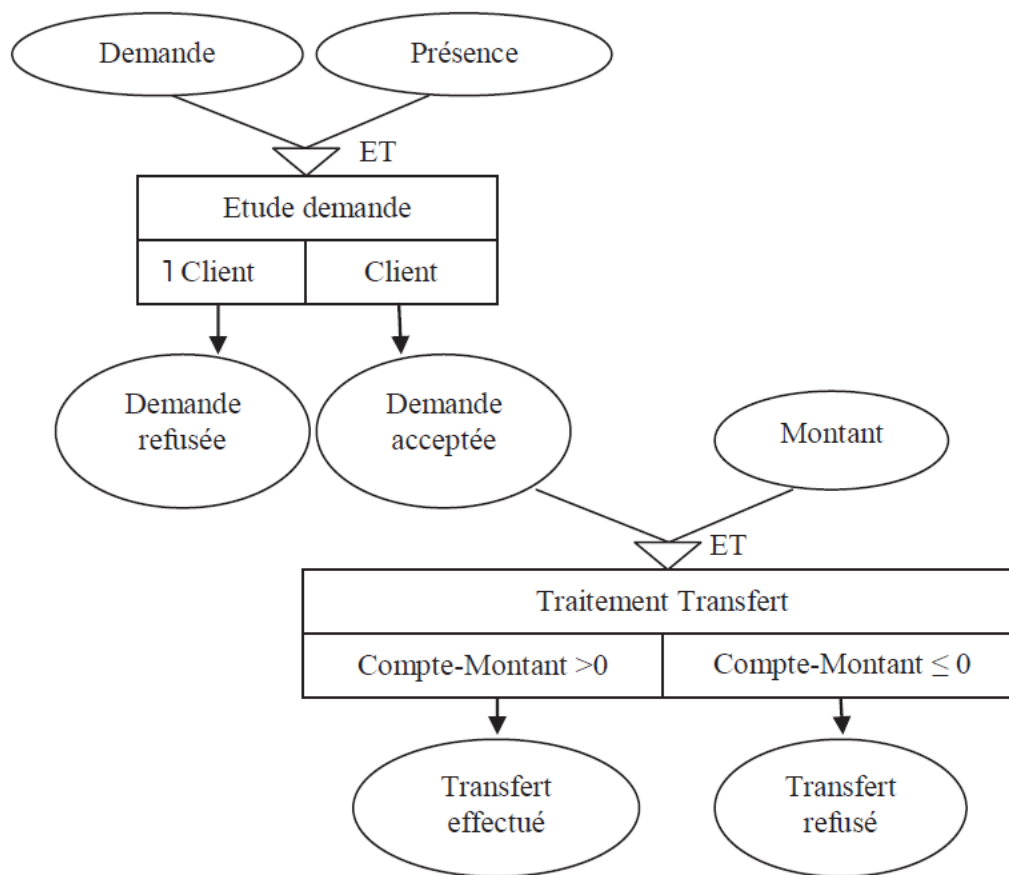 Demande
Présence
ET
Etude demande
ꓶ Client
Client
Demande
refusée
Demande
acceptée
Montant
ET
Traitement Transfert
Compte-Montant >0
Compte-Montant ≤ 0
Transfert
effectué
Transfert
refusé